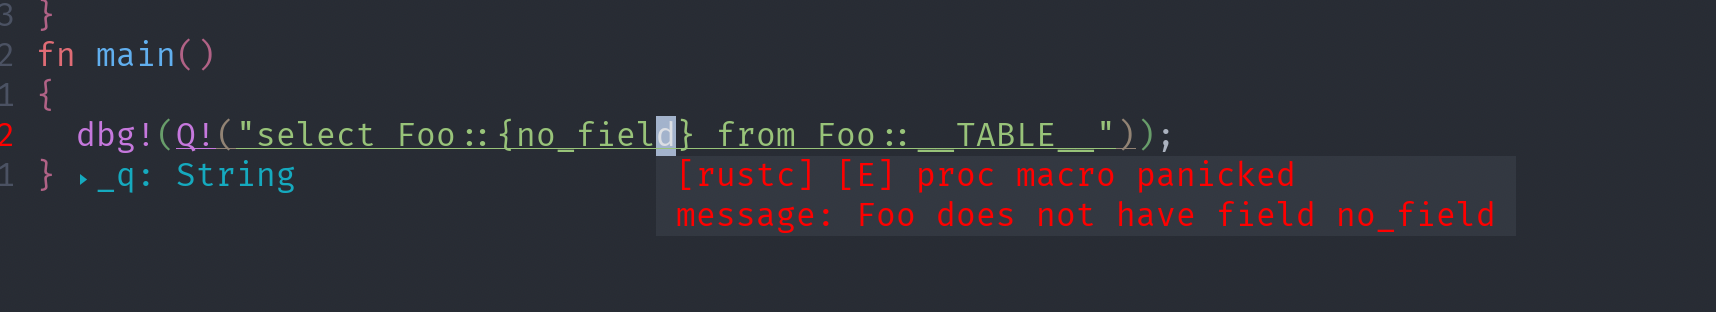 3 }
2 fn main()
1 {
2 dbg!(Q!("select Foo::{no_field} from Foo::__TABLE__"));
1 } ▸_q: String
[rustc] [E] proc macro panicked
message: Foo does not have field no_field